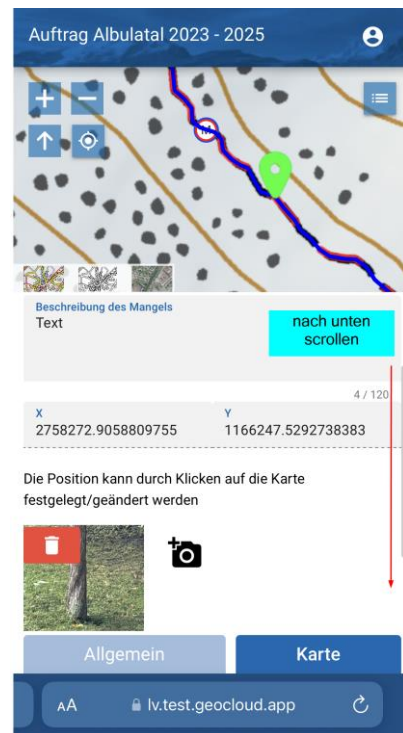 Auftrag Albulatal 2023 - 2025
M
Beschreibung des Mangels
Text
nach unten
scrollen
4 / 120
X
Y
2758272.9058809755
1166247.5292738383
Die Position kann durch Klicken auf die Karte
festgelegt/geändert werden
Allgemein
Karte
AA
lv.test.geocloud.app